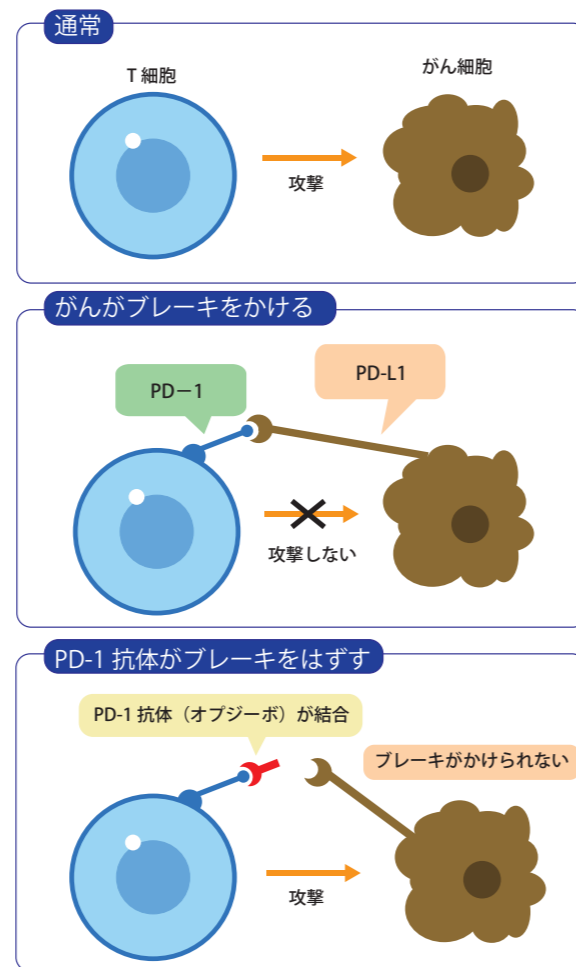 通常
T 細胞
がん細胞
攻撃
がんがブレーキをかける
PD－1
PD-L1
攻撃しない
PD-1 抗体がブレーキをはずす
PD-1 抗体（オプジーボ）が結合
ブレーキがかけられない
攻撃